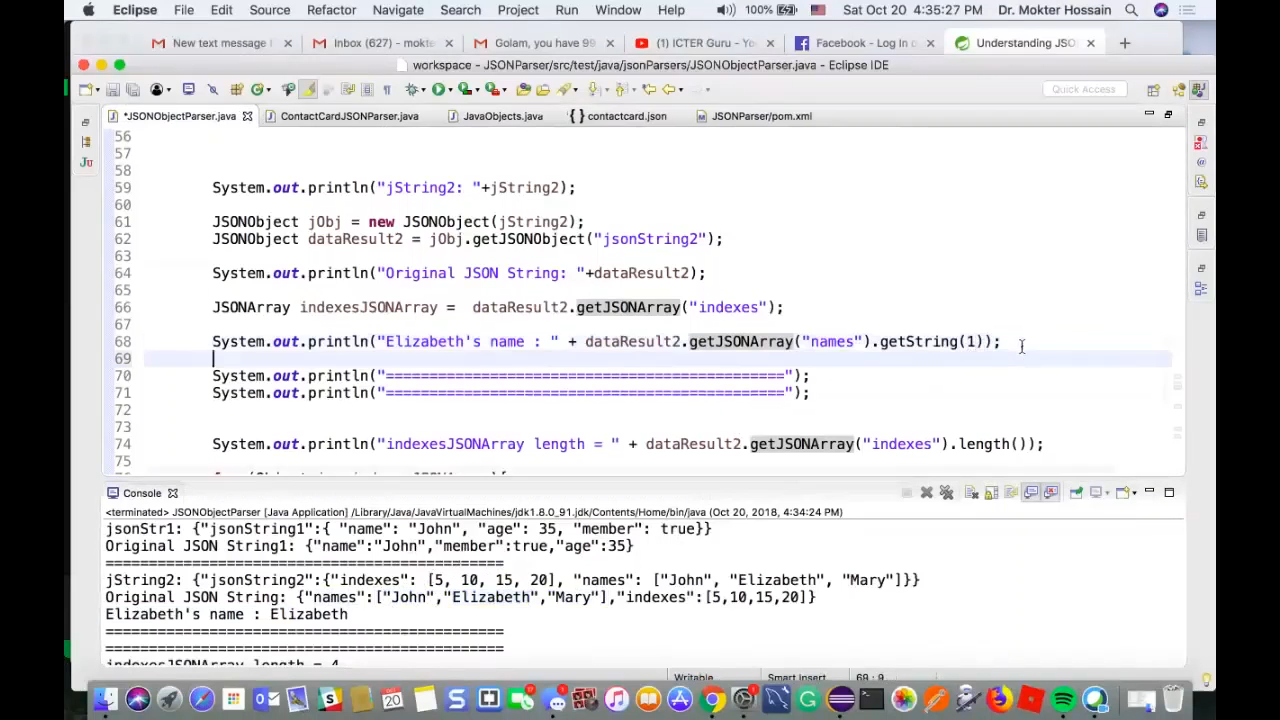 Eclipse File Edit Source Refactor Navigate Search Project Run Window Help 100% Sat Oct 20 4:35:27 PM Dr. Mokter Hossain
New text message Inbox (627) - mokte Golam, you have 99 (1) ICTER Guru - Yo Facebook - Log In o Understanding JSO
workspace - JSONParser/src/test/java/jsonParsers/JSONObjectParser.java - Eclipse IDE
Quick Access
*JSONObjectParser.java ContactCardJSONParser.java JavaObjects.java contactcard.json JSONParser/pom.xml
56
57
58
59 System.out.println("jString2: "+jString2);
60
61 JSONObject jObj = new JSONObject(jString2);
62 JSONObject dataResult2 = jObj.getJSONObject("jsonString2");
63
64 System.out.println("Original JSON String: "+dataResult2);
65
66 JSONArray indexesJSONArray = dataResult2.getJSONArray("indexes");
67
68 System.out.println("Elizabeth's name : " + dataResult2.getJSONArray("names").getString(1));
69
70 System.out.println("============================================");
71 System.out.println("============================================");
72
73
74 System.out.println("indexesJSONArray length = " + dataResult2.getJSONArray("indexes").length());
75
Console
<terminated> JSONObjectParser [Java Application] /Library/Java/JavaVirtualMachines/jdk1.8.0_91.jdk/Contents/Home/bin/java (Oct 20, 2018, 4:34:24 PM)
jsonStr1: {"jsonString1":{ "name": "John", "age": 35, "member": true}}
Original JSON String1: {"name":"John","member":true,"age":35}
============================================
jString2: {"jsonString2":{"indexes": [5, 10, 15, 20], "names": ["John", "Elizabeth", "Mary"]}}
Original JSON String: {"names":["John","Elizabeth","Mary"],"indexes":[5,10,15,20]}
Elizabeth's name : Elizabeth
============================================
============================================
indexesJSONArray length = 4
Writable Smart Insert 69 : 9